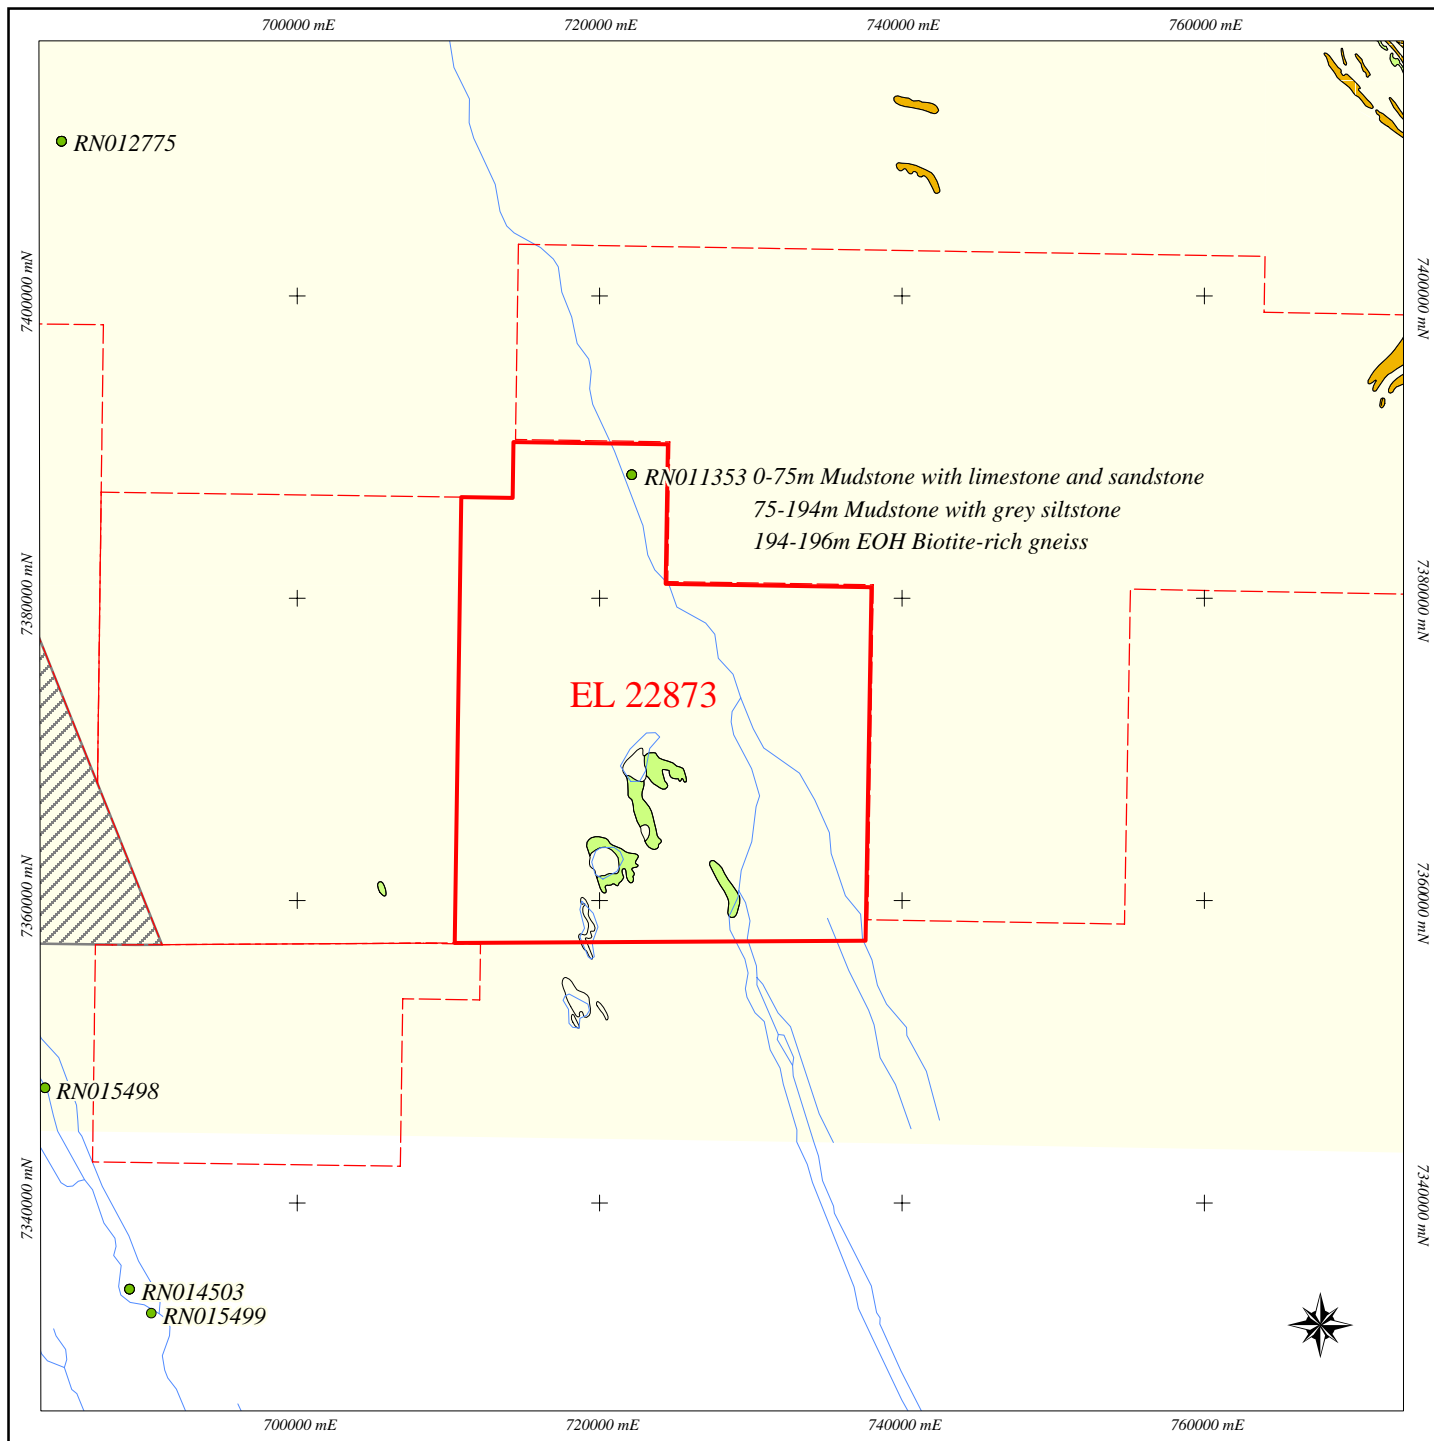 700000 mE
720000 mE
740000 mE
760000 mE
RN012775
7400000 mN
7400000 mN
RN011353 0-75m Mudstone with limestone and sandstone
75-194m Mudstone with grey siltstone
194-196m EOH Biotite-rich gneiss
7380000 mN
7380000 mN
EL 22873
7360000 mN
7360000 mN
RN015498
7340000 mN
7340000 mN
RN014503
RN015499
700000 mE
720000 mE
740000 mE
760000 mE